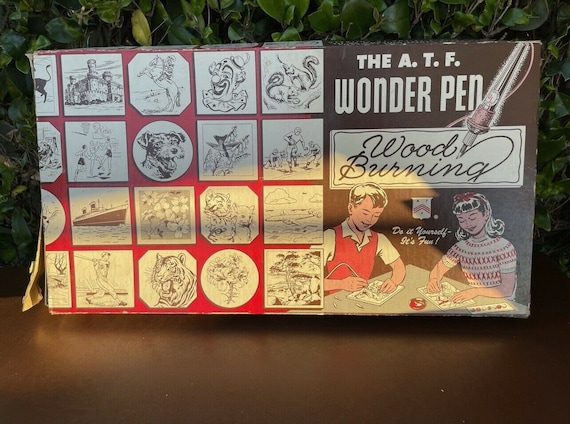 THE A. T. F.
WONDER PEN
Wood
Burning
Do it Yourself-
It's Fun!